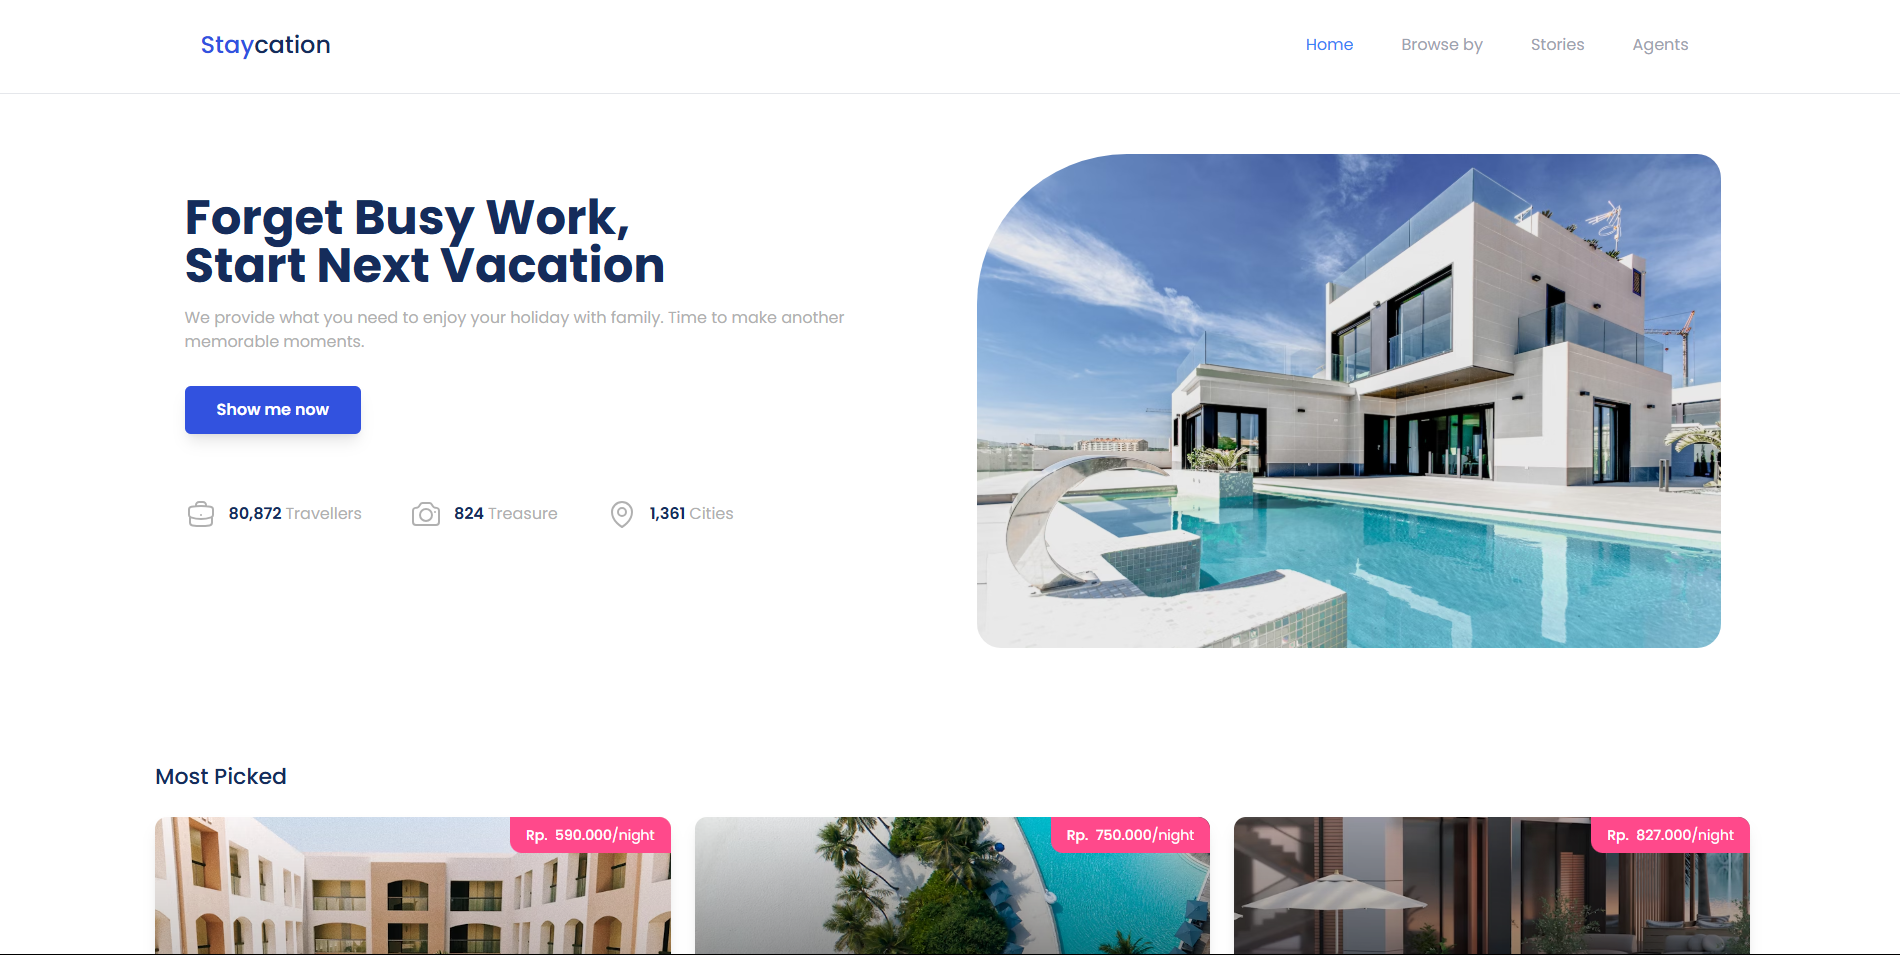 Staycation
Home
Browse by
Stories
Agents
Forget Busy Work,
Start Next Vacation
We provide what you need to enjoy your holiday with family. Time to make another
memorable moments.
Show me now
80,872 Travellers
824 Treasure
1,361 Cities
Most Picked
Rp. 590.000/night
Rp. 750.000/night
Rp. 827.000/night